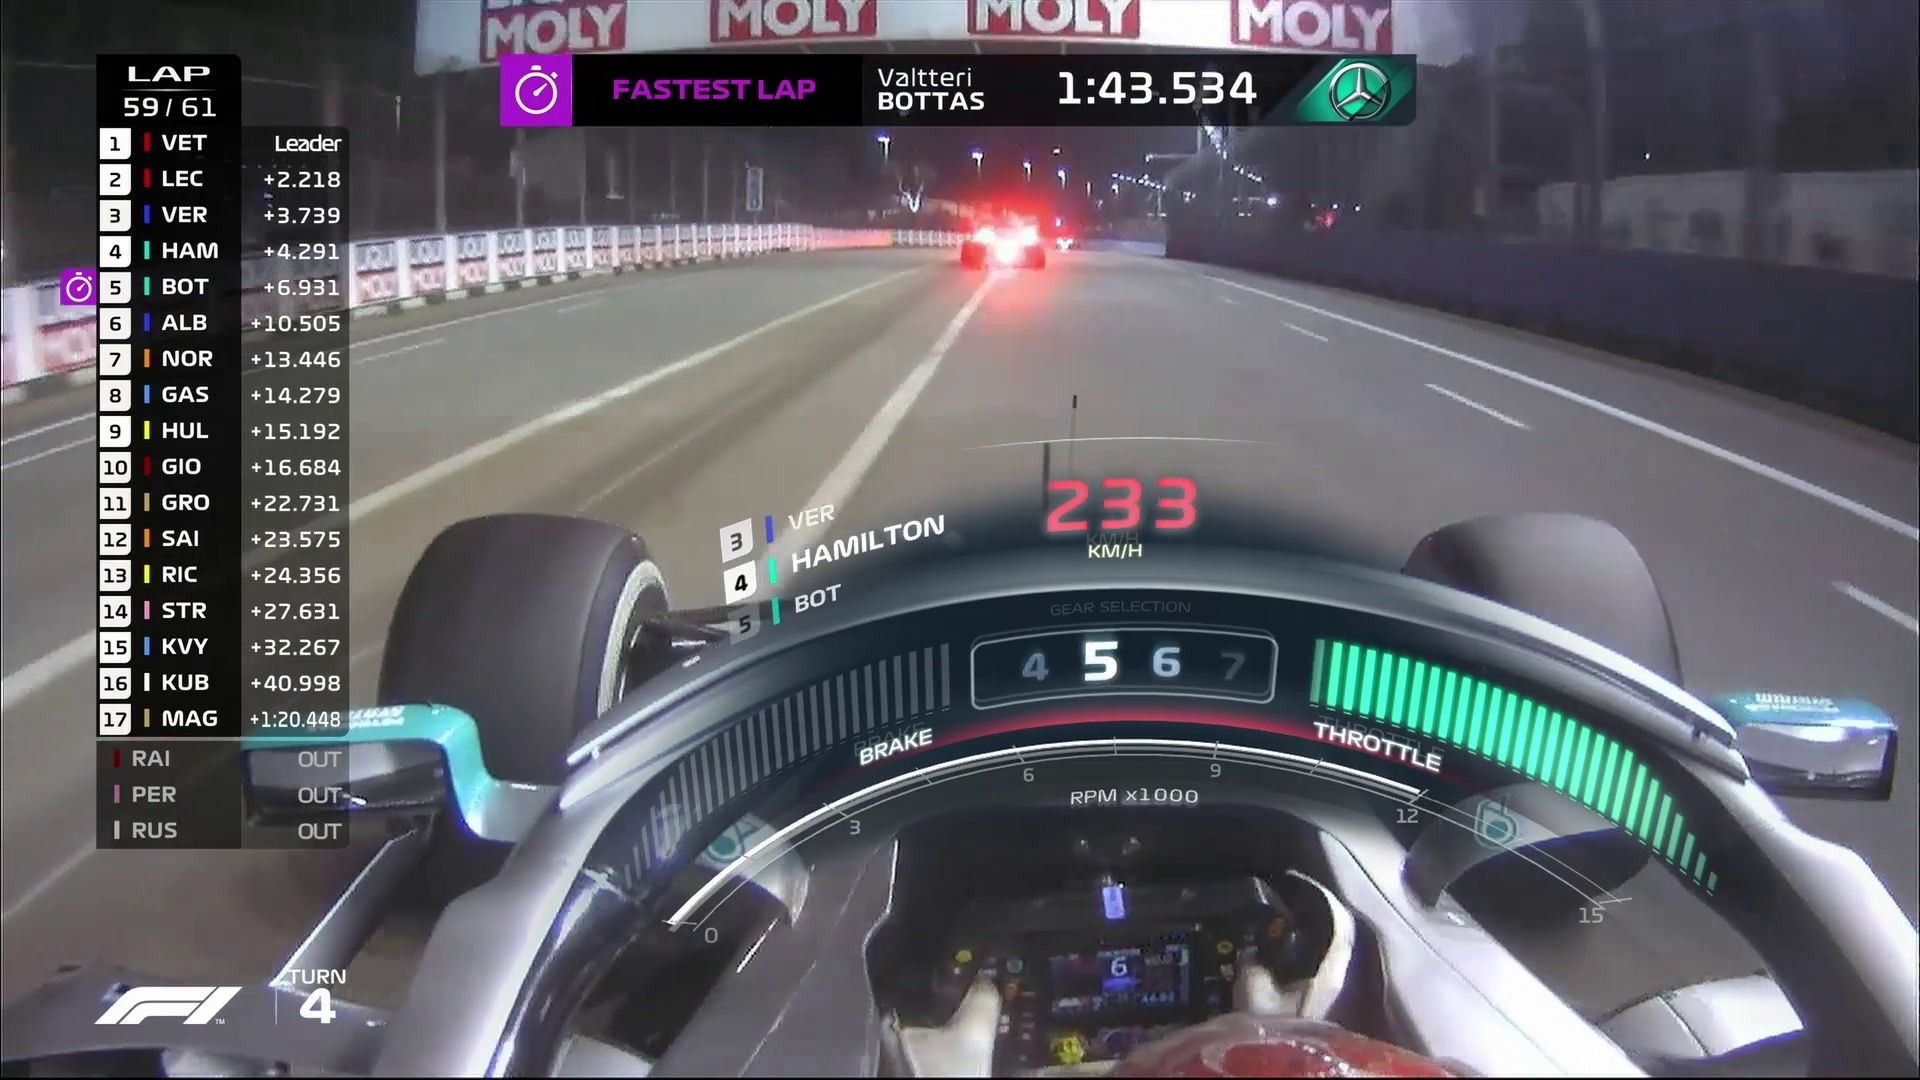 MOLY MOLY MOLY MOLY
FASTEST LAP Valtteri BOTTAS 1:43.534
LAP
59/61
1 VET Leader
2 LEC +2.218
3 VER +3.739
4 HAM +4.291
5 BOT +6.931
6 ALB +10.505
7 NOR +13.446
8 GAS +14.279
9 HUL +15.192
10 GIO +16.684
11 GRO +22.731
12 SAI +23.575
13 RIC +24.356
14 STR +27.631
15 KVY +32.267
16 KUB +40.998
17 MAG +1:20.448
RAI OUT
PER OUT
RUS OUT
3 VER
4 HAMILTON
5 BOT
233
KM/H
GEAR SELECTION
4 5 6 7
BRAKE
THROTTLE
0 3 6 9 12 15
RPM x1000
6
F1
TURN
4